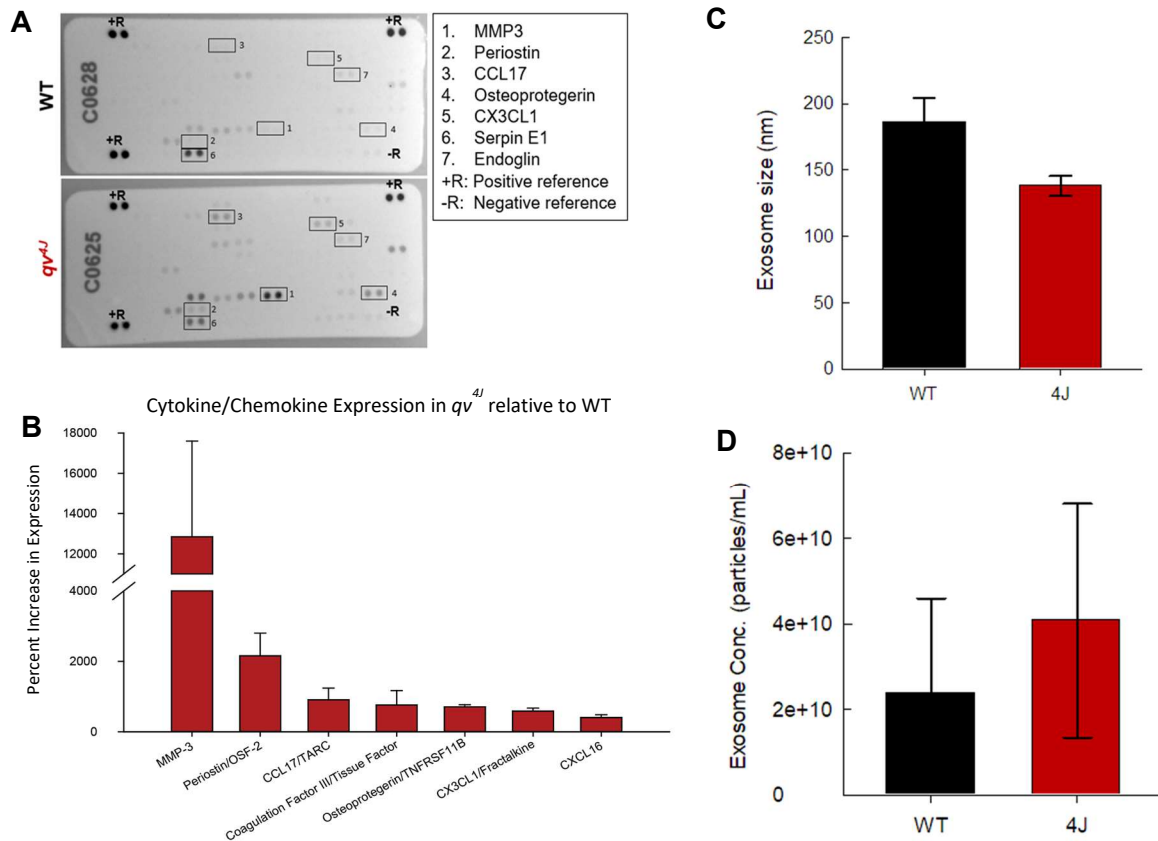 A
WT
C0628
+R
+R
+R
-R
3
5
7
1
2
4
6
qv4J
C0625
+R
+R
+R
-R
3
5
7
1
2
4
6
1. MMP3
2. Periostin
3. CCL17
4. Osteoprotegerin
5. CX3CL1
6. Serpin E1
7. Endoglin
+R: Positive reference
-R: Negative reference
B
Cytokine/Chemokine Expression in qv4J relative to WT
Percent Increase in Expression
18000
16000
14000
12000
4000
2000
0
MMP-3
Periostin/OSF-2
CCL17/TARC
Coagulation Factor III/Tissue Factor
Osteoprotegerin/TNFRSF11B
CX3CL1/Fractalkine
CXCL16
C
Exosome size (nm)
250
200
150
100
50
0
WT
4J
D
Exosome Conc. (particles/mL)
8e+10
6e+10
4e+10
2e+10
0
WT
4J